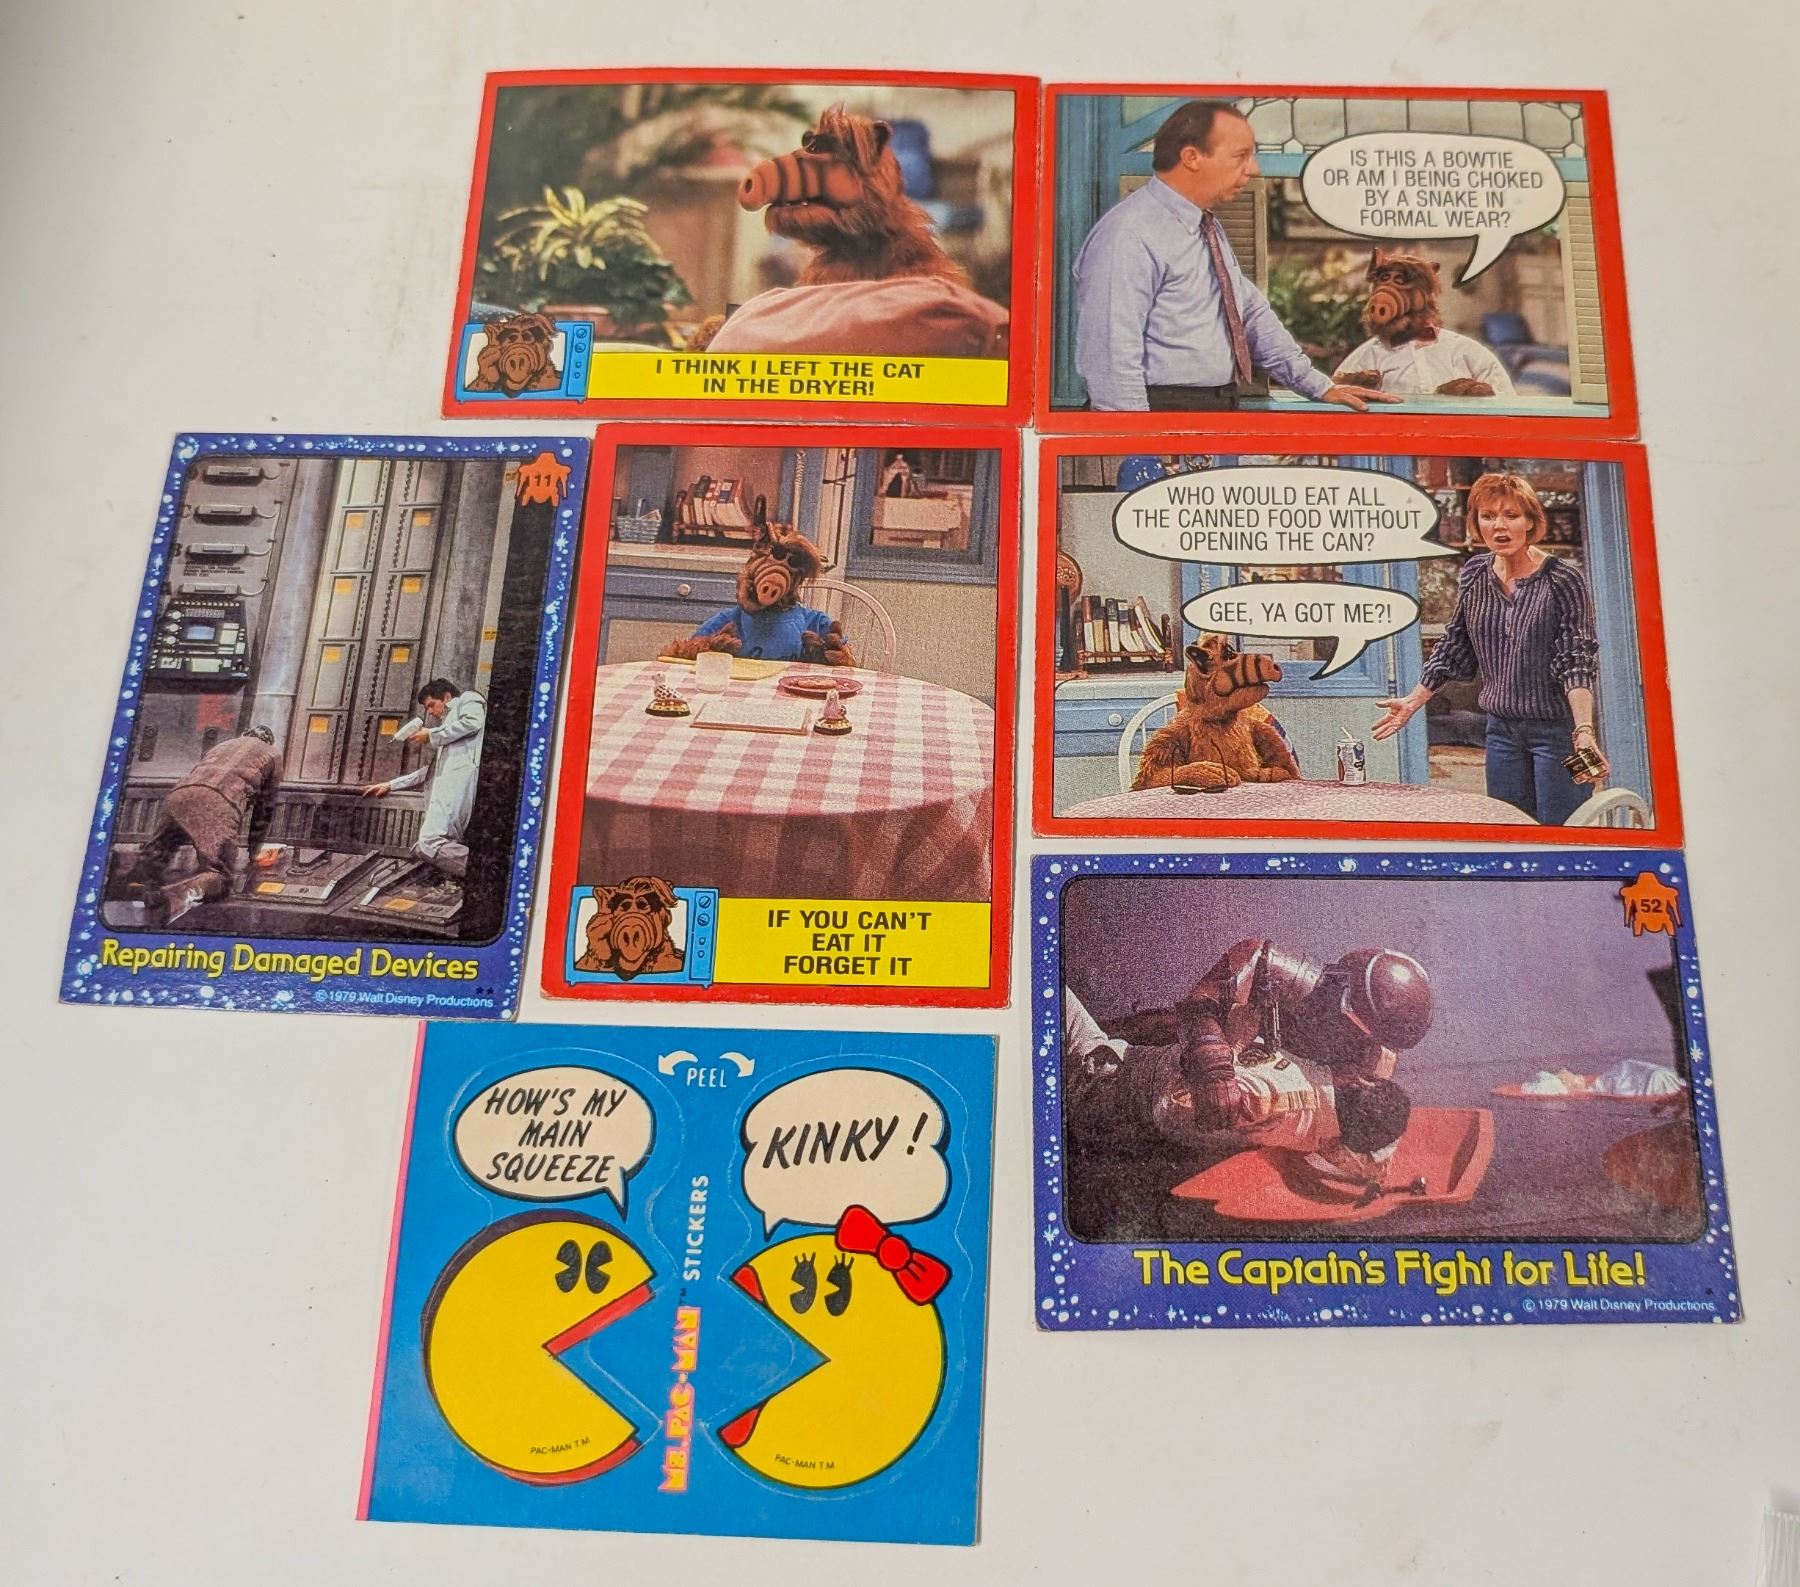 I THINK I LEFT THE CAT
IN THE DRYER!
IS THIS A BOWTIE
OR AM I BEING CHOKED
BY A SNAKE IN
FORMAL WEAR?
11
Repairing Damaged Devices
**
© 1979 Walt Disney Productions
IF YOU CAN'T
EAT IT
FORGET IT
WHO WOULD EAT ALL
THE CANNED FOOD WITHOUT
OPENING THE CAN?
GEE, YA GOT ME?!
52
The Captain's Fight for Life!
*
© 1979 Walt Disney Productions
PEEL
HOW'S MY
MAIN
SQUEEZE
KINKY!
MS. PAC-MAN™ STICKERS
PAC-MAN T.M.
PAC-MAN T.M.